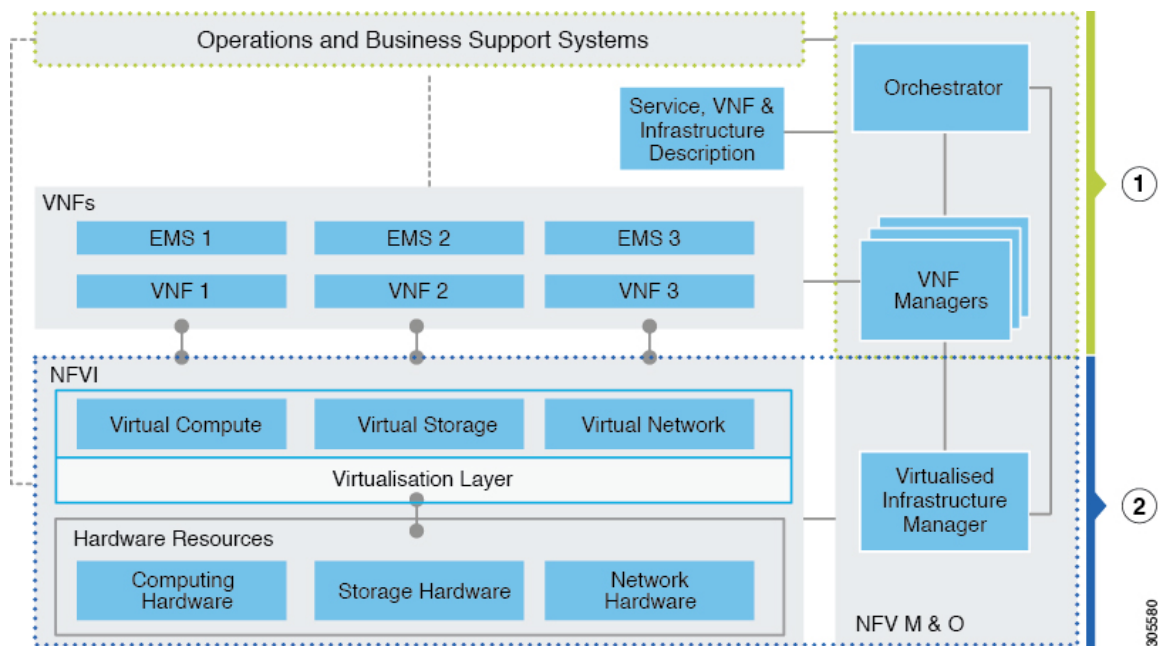 Operations and Business Support Systems
Orchestrator
Service, VNF &
Infrastructure
Description
1
VNFs
EMS 1
EMS 2
EMS 3
VNF 1
VNF 2
VNF 3
VNF
Managers
NFVI
Virtual Compute
Virtual Storage
Virtual Network
Virtualisation Layer
Virtualised
Infrastructure
Manager
2
Hardware Resources
Computing
Hardware
Storage Hardware
Network
Hardware
NFV M & O
305580